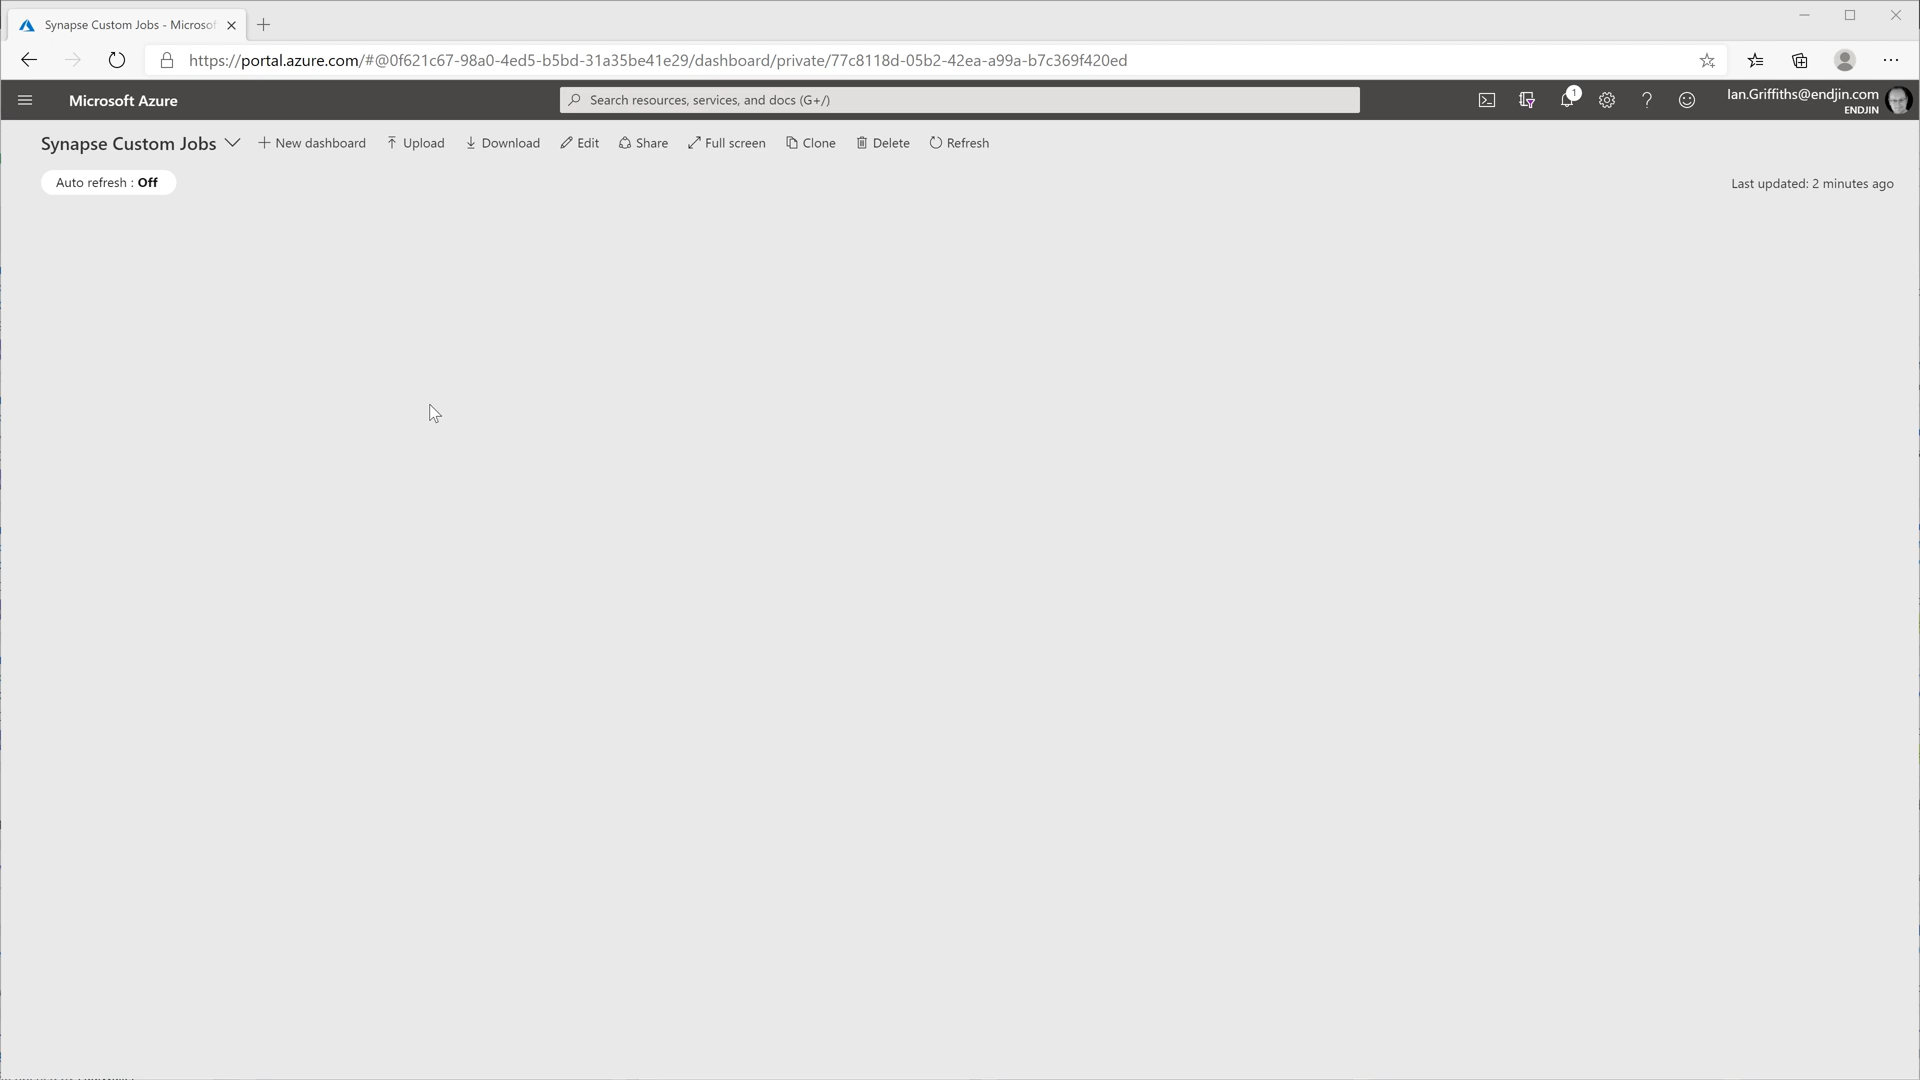 Synapse Custom Jobs - Microsof
https://portal.azure.com/#@0f621c67-98a0-4ed5-b5bd-31a35be41e29/dashboard/private/77c8118d-05b2-42ea-a99a-b7c369f420ed
Microsoft Azure
Search resources, services, and docs (G+/)
1
Ian.Griffiths@endjin.com
ENDJIN
Synapse Custom Jobs
New dashboard
Upload
Download
Edit
Share
Full screen
Clone
Delete
Refresh
Auto refresh : Off
Last updated: 2 minutes ago